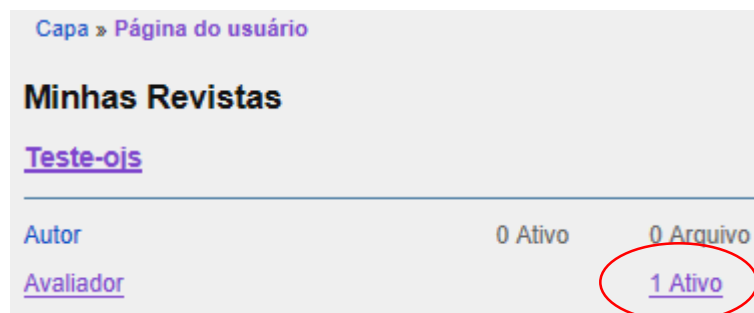 Capa » Página do usuário
Minhas Revistas
Teste-ojs
Autor 0 Ativo 0 Arquivo
Avaliador 1 Ativo